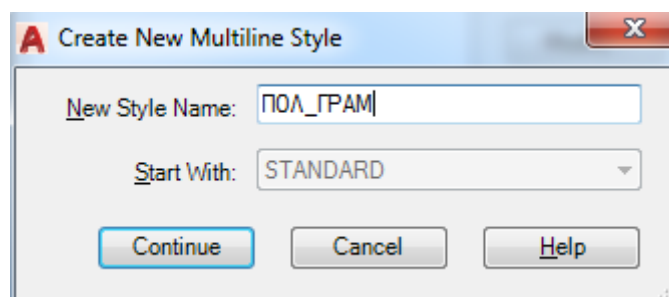 Create New Multiline Style
New Style Name: ПОЛ_ГРАМ
Start With: STANDARD
Continue Cancel Help